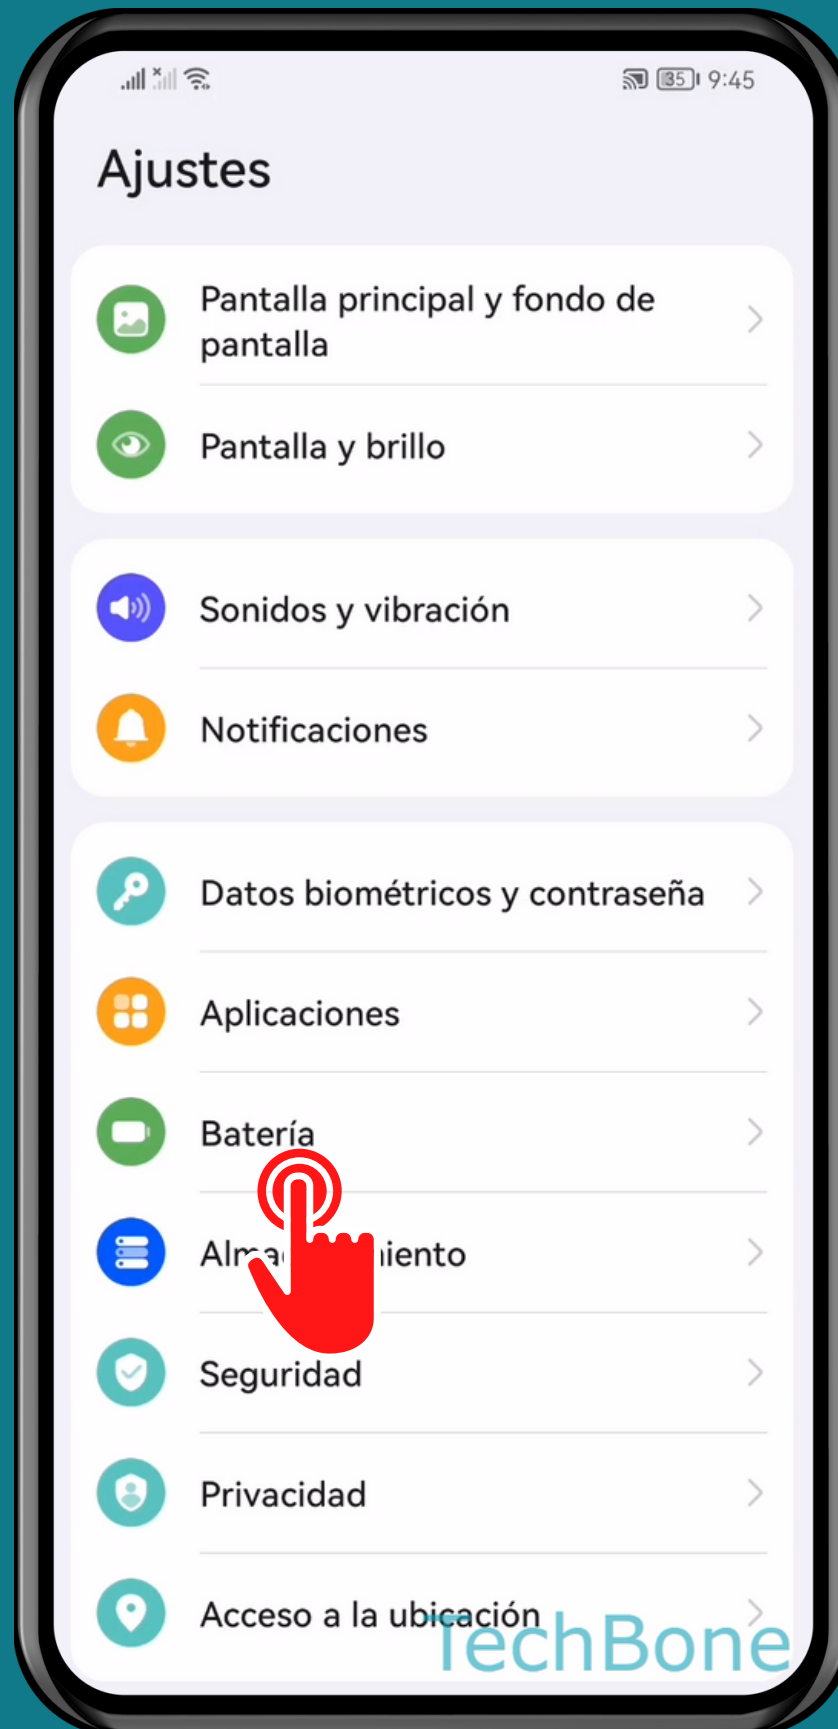 35 9:45
Ajustes
Pantalla principal y fondo de
pantalla
Pantalla y brillo
Sonidos y vibración
Notificaciones
Datos biométricos y contraseña
Aplicaciones
Batería
Seguridad
Privacidad
Acceso a la ubicación
TechBone